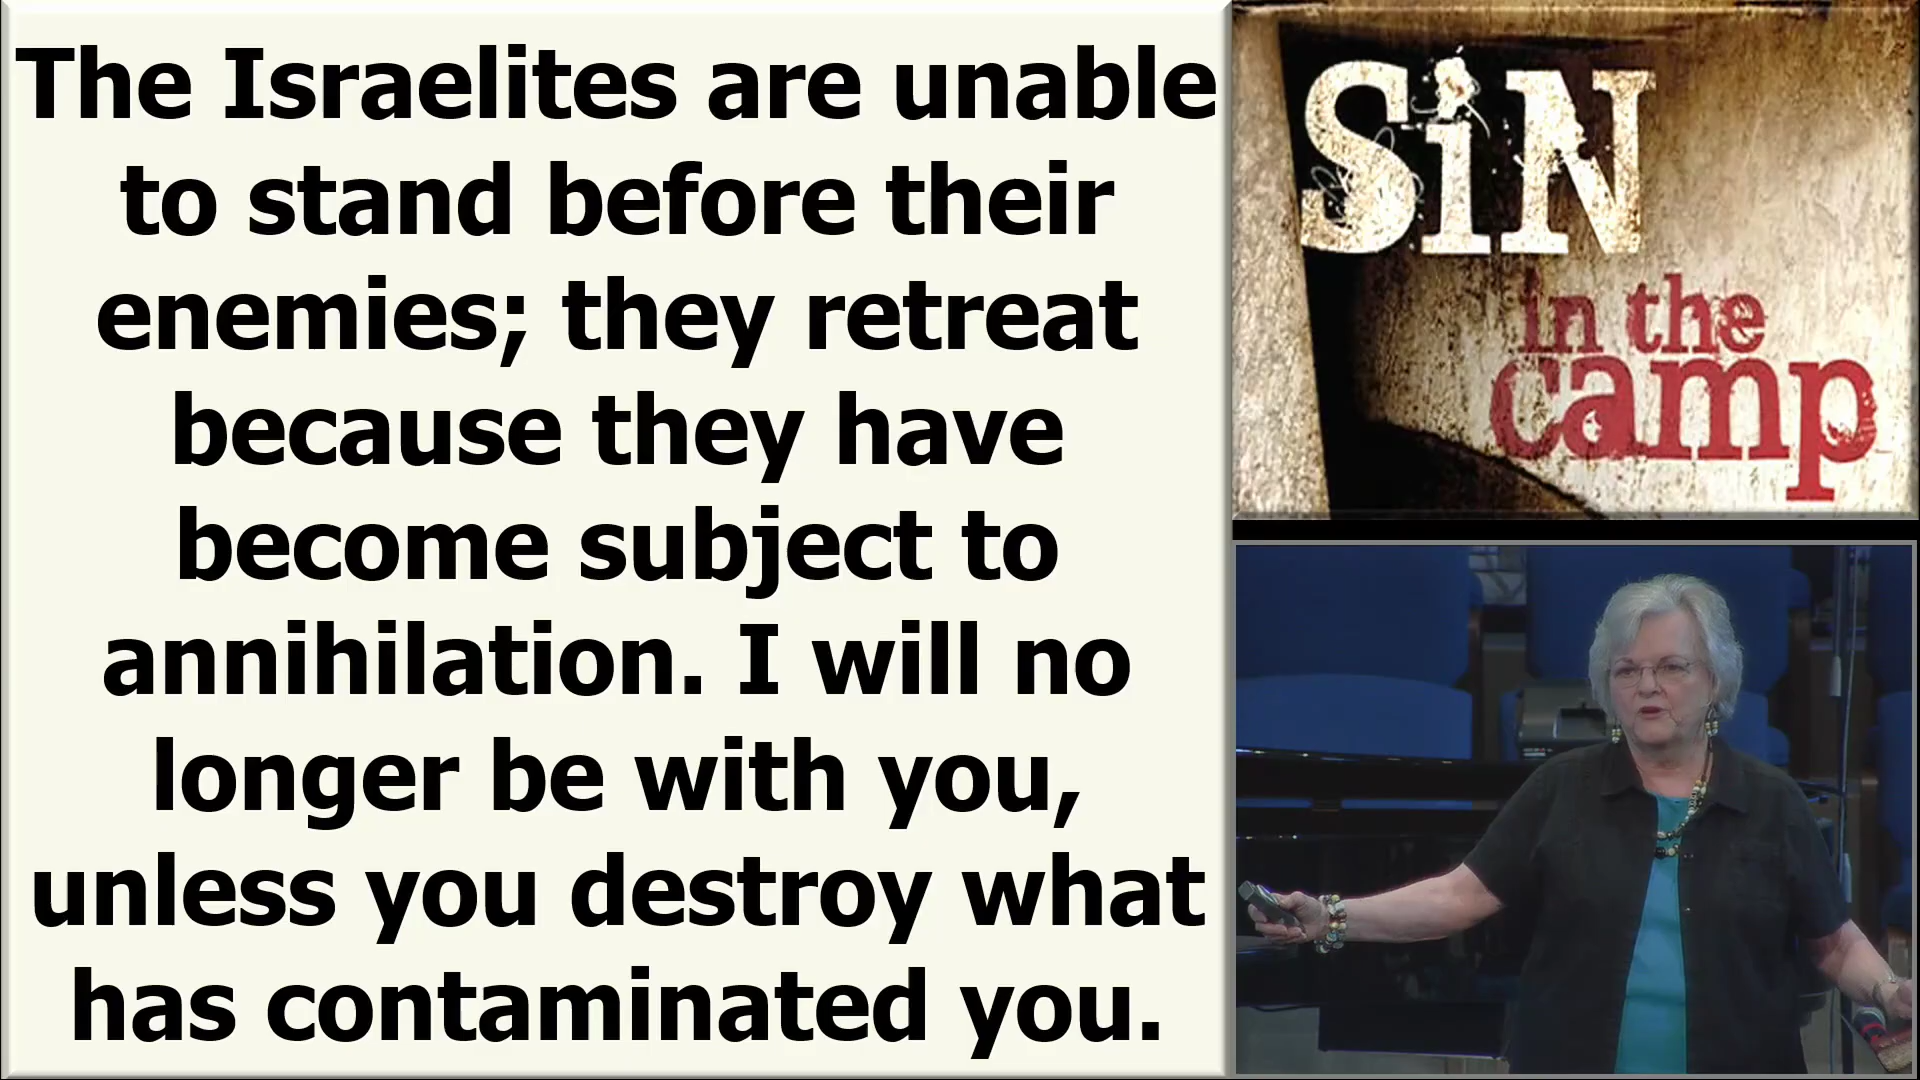 The Israelites are unable
to stand before their
enemies; they retreat
because they have
become subject to
annihilation. I will no
longer be with you,
unless you destroy what
has contaminated you.
SiN
in the
camp